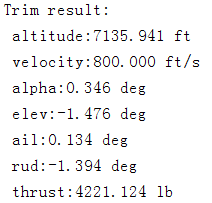 Trim result:
altitude:7135.941 ft
velocity:800.000 ft/s
alpha:0.346 deg
elev:-1.476 deg
ail:0.134 deg
rud:-1.394 deg
thrust:4221.124 lb